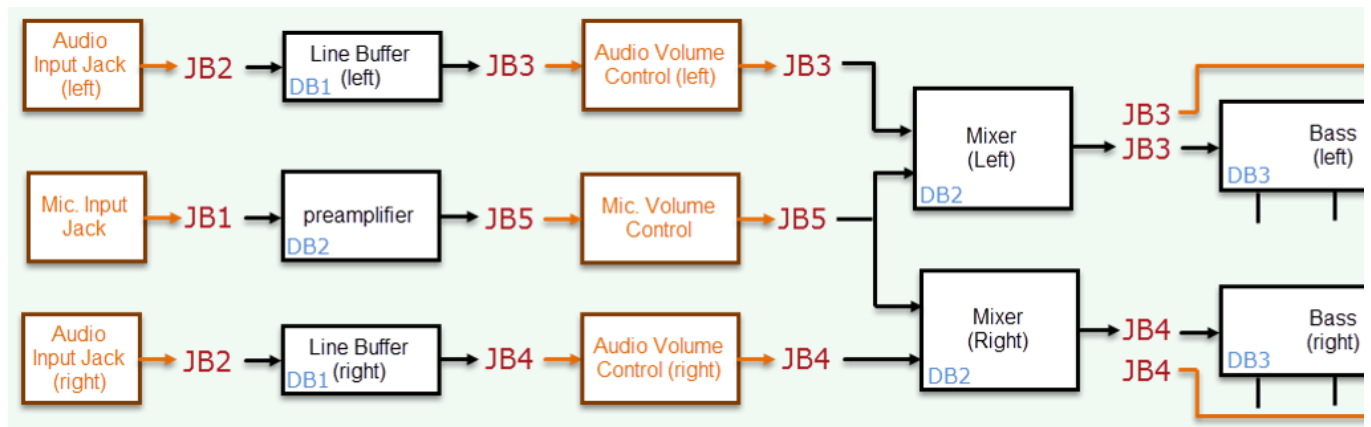 Audio
Input Jack
(left)
JB2
Line Buffer
(left)
DB1
JB3
Audio Volume
Control (left)
JB3
Mixer
(Left)
DB2
JB3
JB3
Bass
(left)
DB3
Mic. Input
Jack
JB1
preamplifier
DB2
JB5
Mic. Volume
Control
JB5
Audio
Input Jack
(right)
JB2
Line Buffer
(right)
DB1
JB4
Audio Volume
Control (right)
JB4
Mixer
(Right)
DB2
JB4
JB4
Bass
(right)
DB3